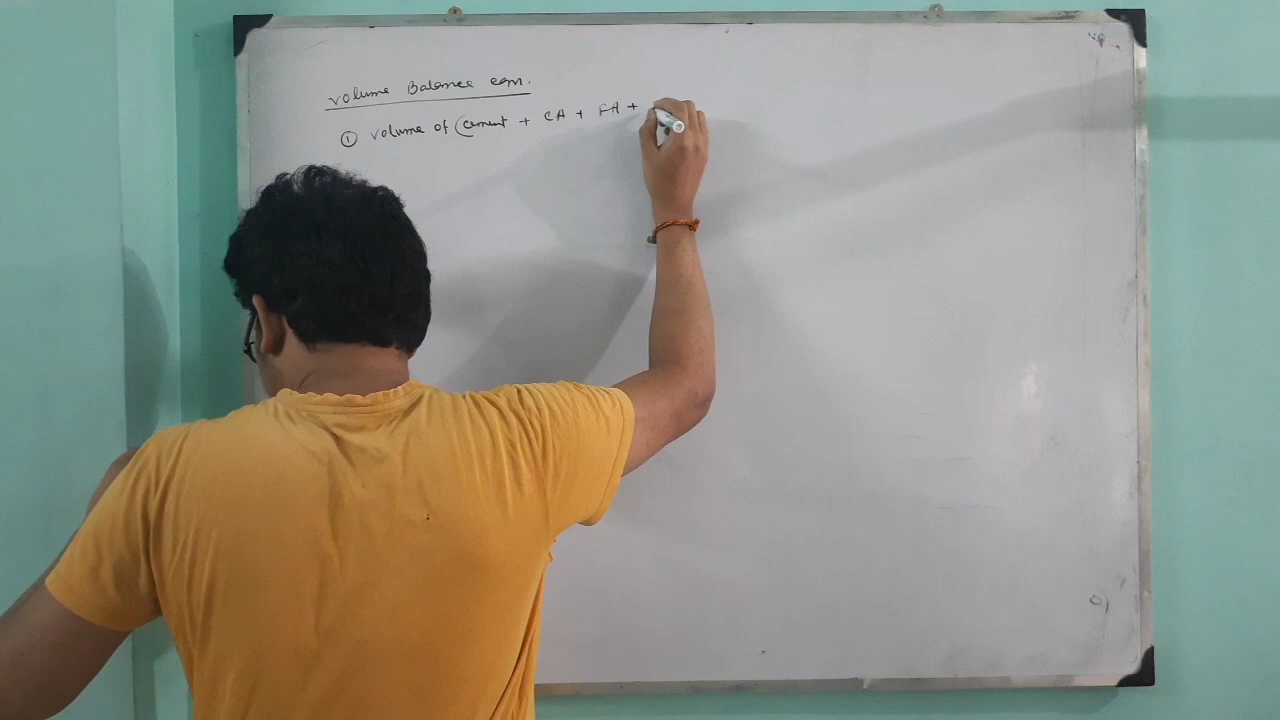 Volume Balance eqn.
① Volume of (Cement + CA + FA +